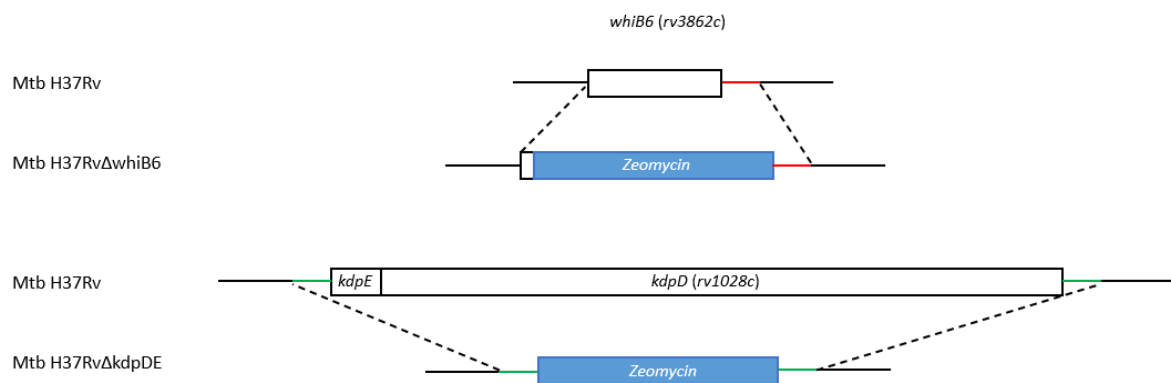 whiB6 (rv3862c)
Mtb H37Rv
Mtb H37RvΔwhiB6
Zeomycin
Mtb H37Rv
kdpE
kdpD (rv1028c)
Mtb H37RvΔkdpDE
Zeomycin